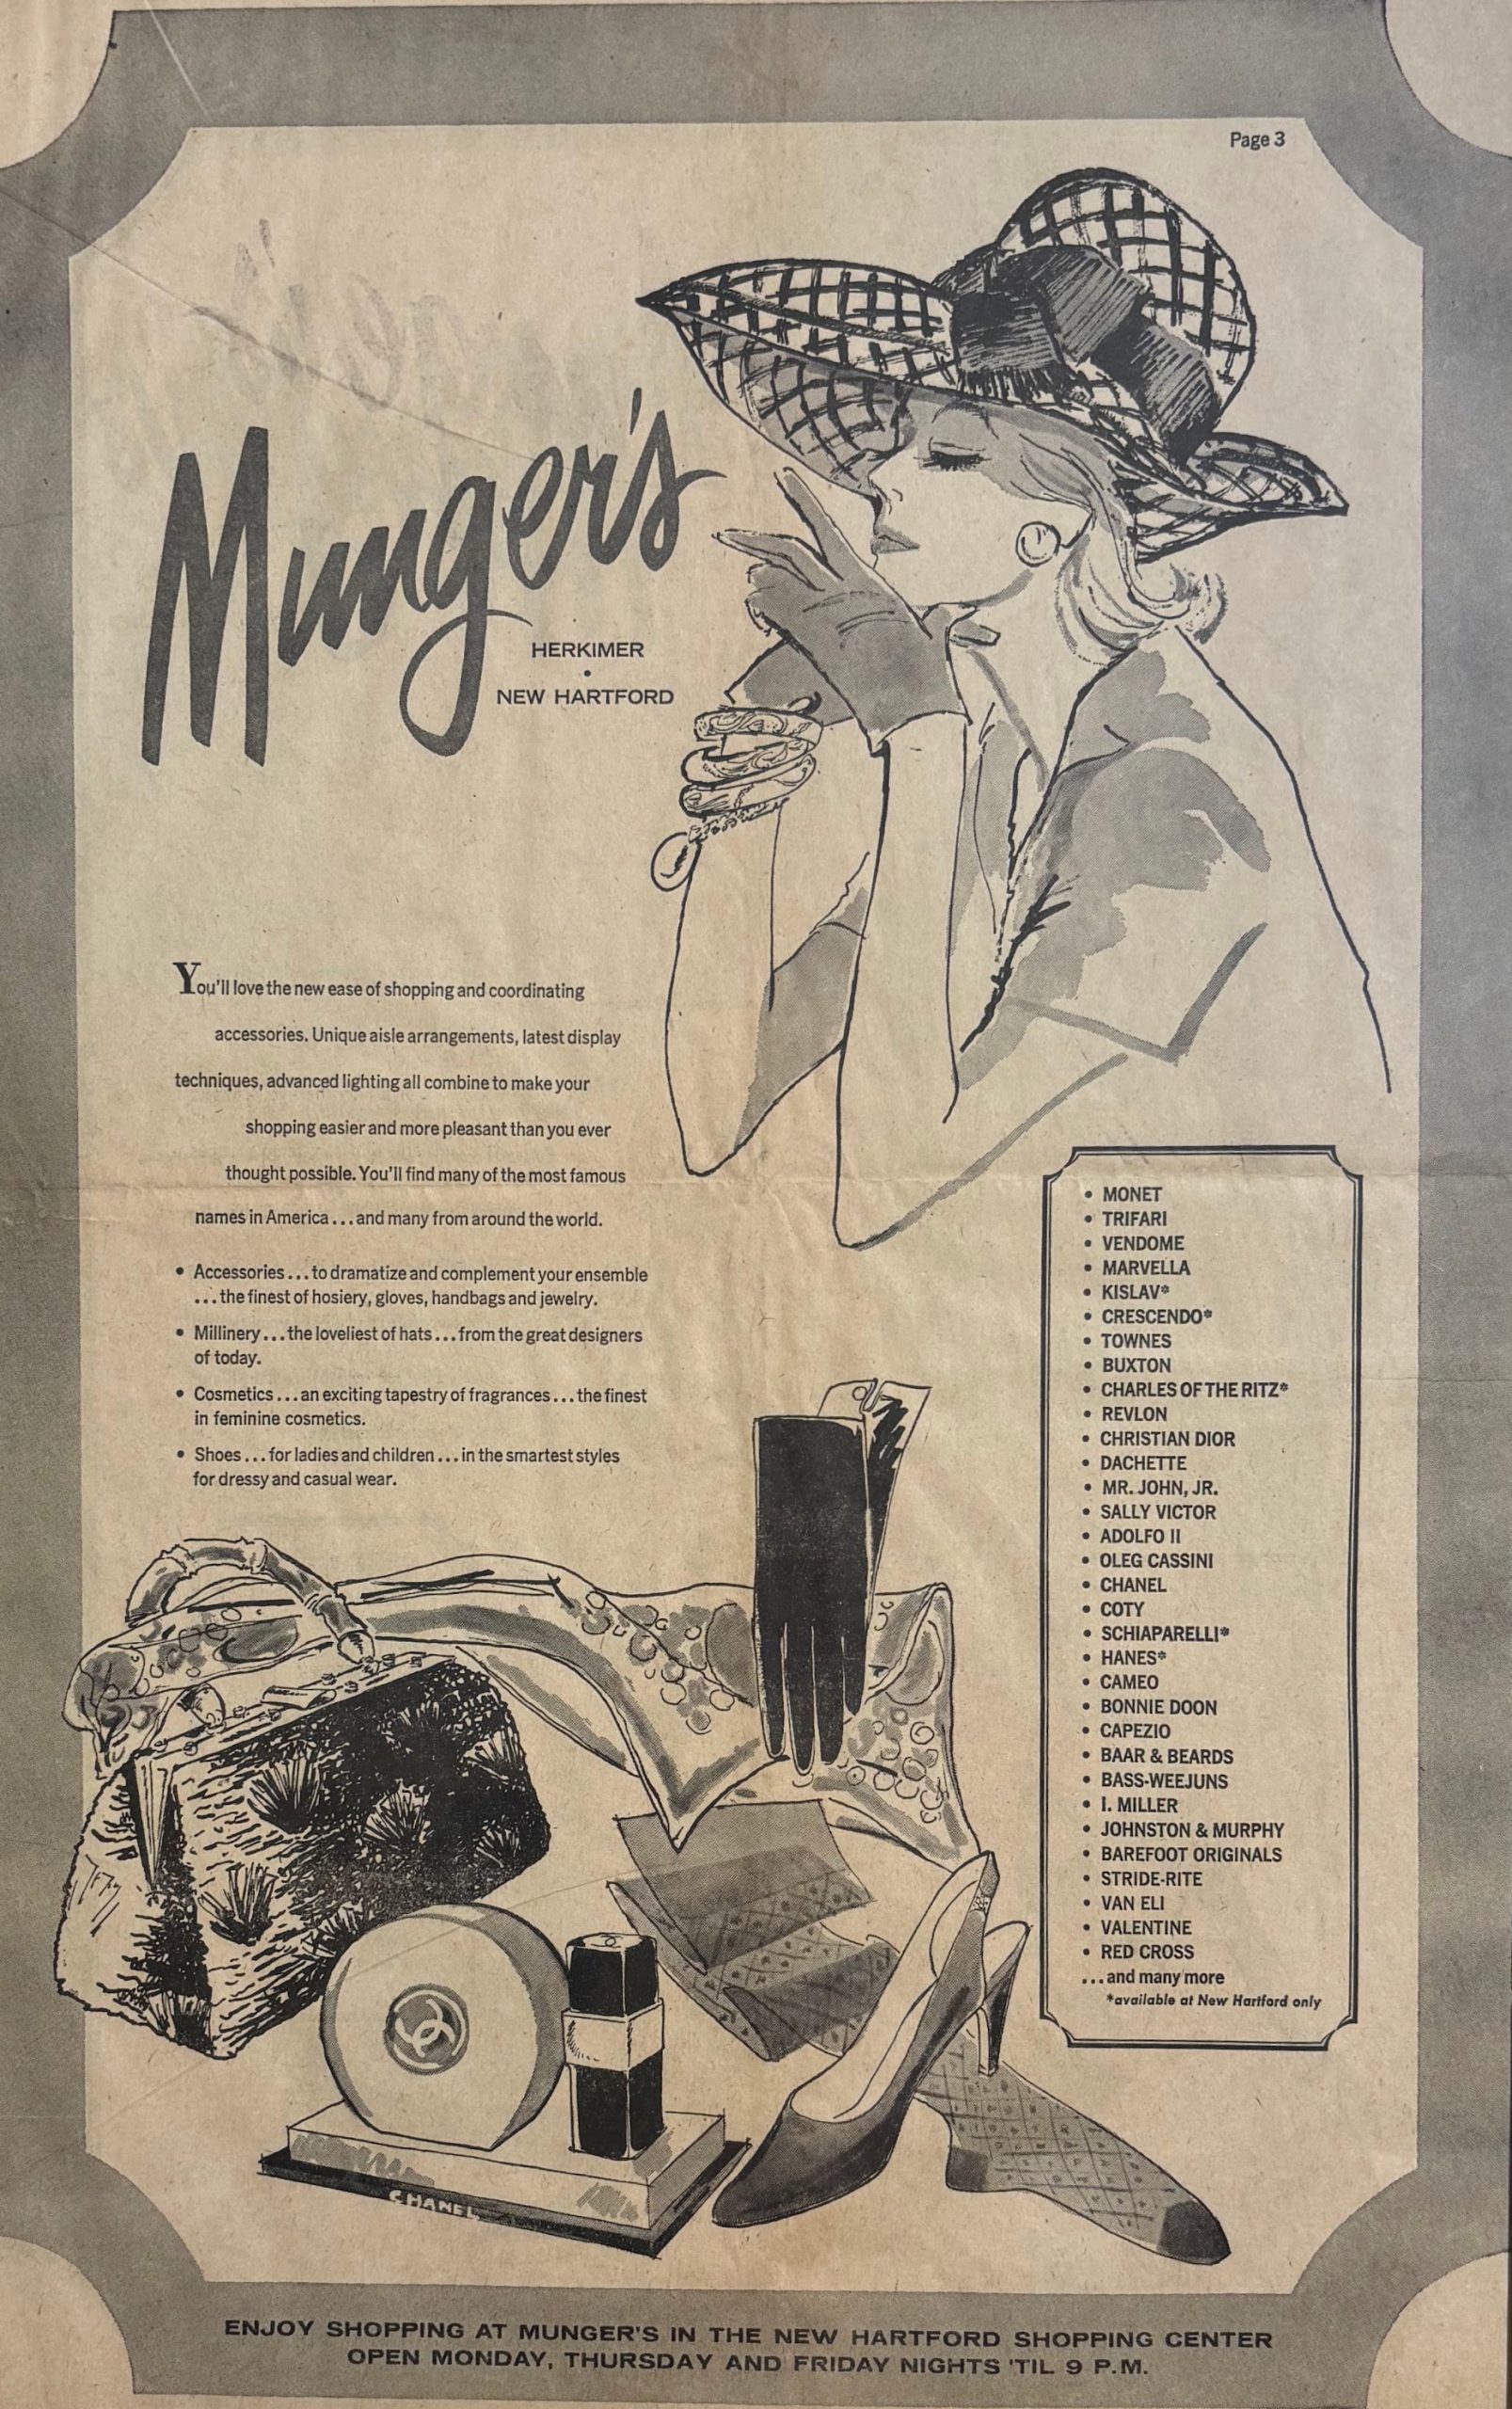 Page 3
Munger's
HERKIMER
•
NEW HARTFORD
You'll love the new ease of shopping and coordinating
accessories. Unique aisle arrangements, latest display
techniques, advanced lighting all combine to make your
shopping easier and more pleasant than you ever
thought possible. You'll find many of the most famous
names in America...and many from around the world.
• Accessories...to dramatize and complement your ensemble
...the finest of hosiery, gloves, handbags and jewelry.
• Millinery...the loveliest of hats...from the great designers
of today.
• Cosmetics...an exciting tapestry of fragrances...the finest
in feminine cosmetics.
• Shoes...for ladies and children...in the smartest styles
for dressy and casual wear.
• MONET
• TRIFARI
• VENDOME
• MARVELLA
• KISLAV*
• CRESCENDO*
• TOWNES
• BUXTON
• CHARLES OF THE RITZ*
• REVLON
• CHRISTIAN DIOR
• DACHETTE
• MR. JOHN, JR.
• SALLY VICTOR
• ADOLFO II
• OLEG CASSINI
• CHANEL
• COTY
• SCHIAPARELLI*
• HANES*
• CAMEO
• BONNIE DOON
• CAPEZIO
• BAAR & BEARDS
• BASS-WEEJUNS
• I. MILLER
• JOHNSTON & MURPHY
• BAREFOOT ORIGINALS
• STRIDE-RITE
• VAN ELI
• VALENTINE
• RED CROSS
...and many more
*available at New Hartford only
CHANEL
ENJOY SHOPPING AT MUNGER'S IN THE NEW HARTFORD SHOPPING CENTER
OPEN MONDAY, THURSDAY AND FRIDAY NIGHTS 'TIL 9 P.M.